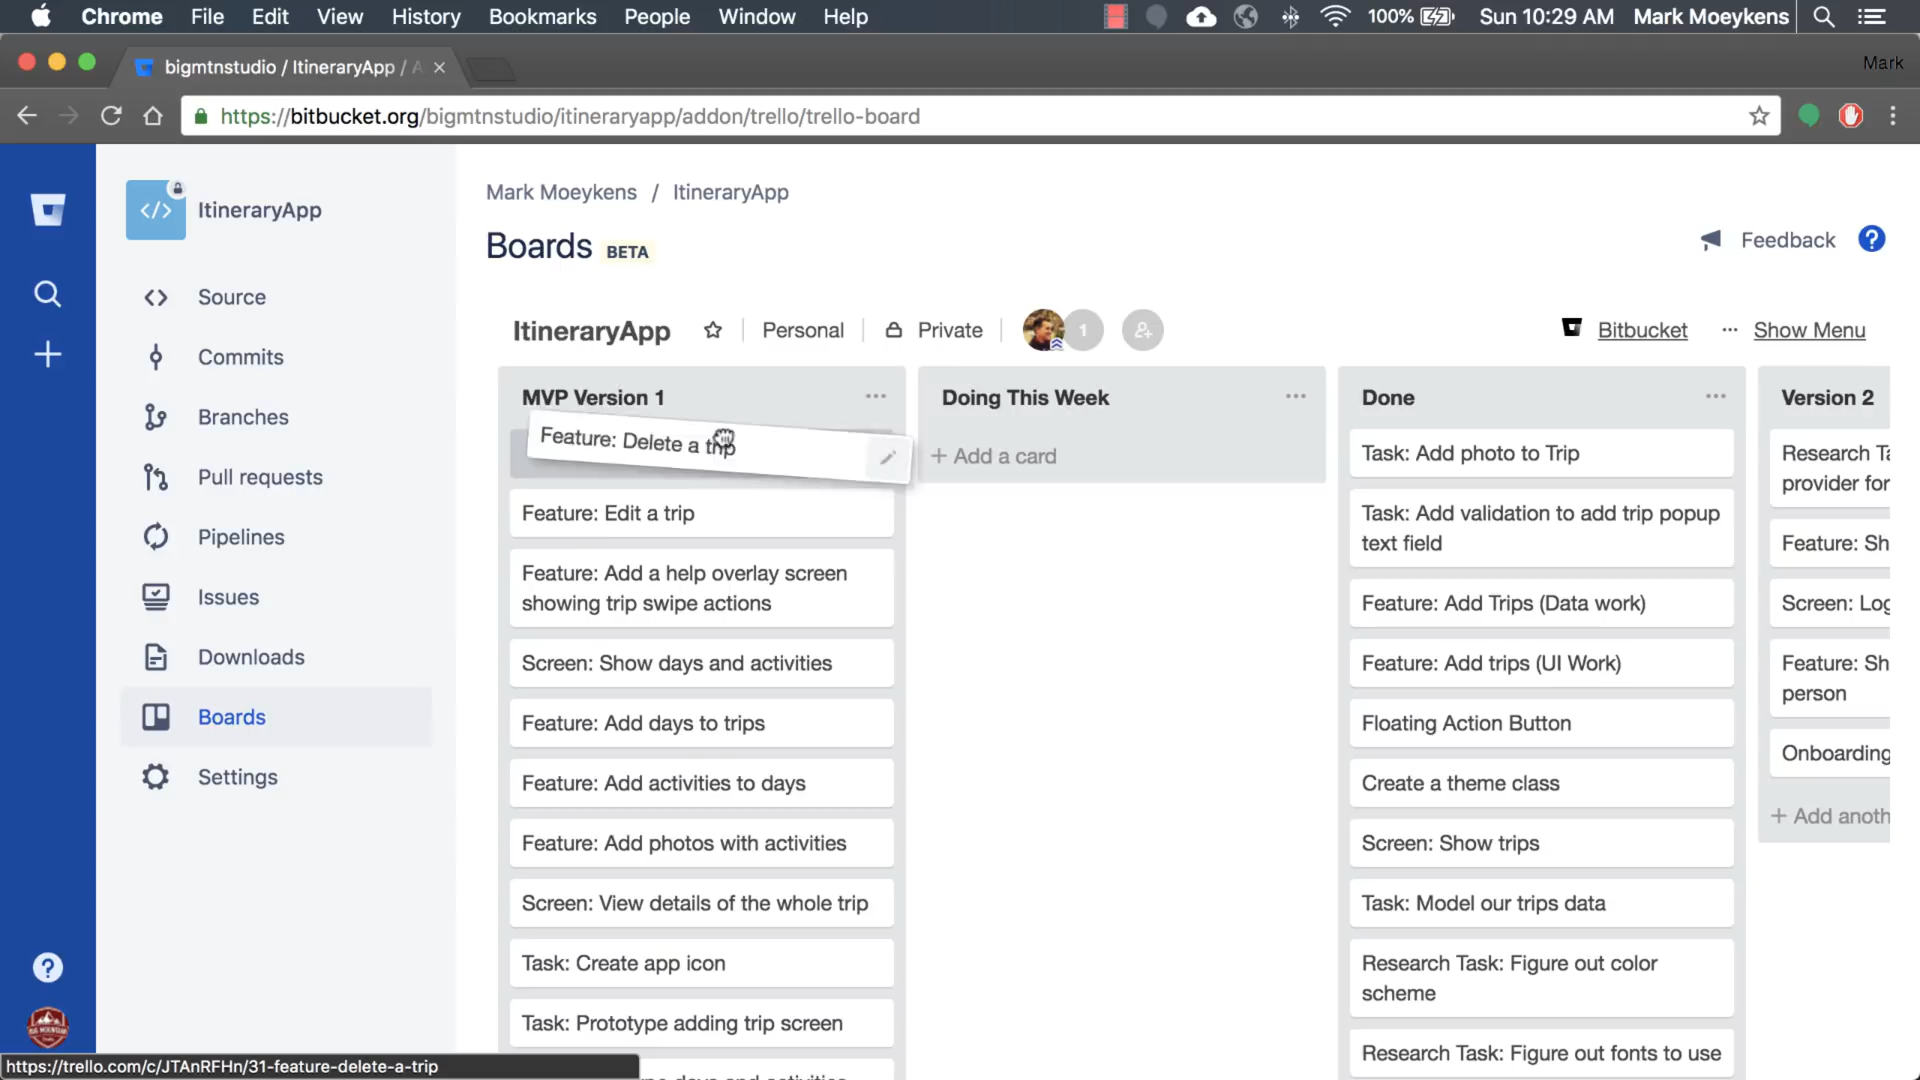 Chrome File Edit View History Bookmarks People Window Help 100% Sun 10:29 AM Mark Moeykens
bigmtnstudio / ItineraryApp / A
Mark
https://bitbucket.org/bigmtnstudio/itineraryapp/addon/trello/trello-board
ItineraryApp
Source
Commits
Branches
Pull requests
Pipelines
Issues
Downloads
Boards
Settings
Mark Moeykens / ItineraryApp
Boards BETA
Feedback
ItineraryApp Personal Private 1 Bitbucket Show Menu
MVP Version 1
Feature: Delete a trip
Feature: Edit a trip
Feature: Add a help overlay screen
showing trip swipe actions
Screen: Show days and activities
Feature: Add days to trips
Feature: Add activities to days
Feature: Add photos with activities
Screen: View details of the whole trip
Task: Create app icon
Task: Prototype adding trip screen
days and activities
Doing This Week
+ Add a card
Done
Task: Add photo to Trip
Task: Add validation to add trip popup
text field
Feature: Add Trips (Data work)
Feature: Add trips (UI Work)
Floating Action Button
Create a theme class
Screen: Show trips
Task: Model our trips data
Research Task: Figure out color
scheme
Research Task: Figure out fonts to use
Version 2
Research Ta
provider for
Feature: Sh
Screen: Log
Feature: Sh
person
Onboarding
+ Add anoth
https://trello.com/c/JTAnRFHn/31-feature-delete-a-trip